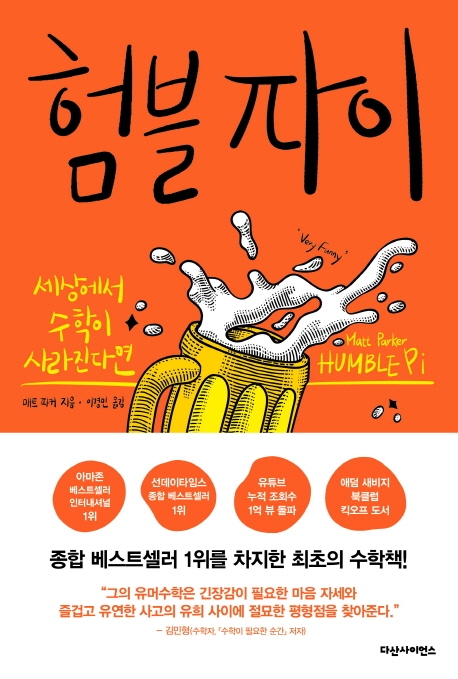 험블 파이
"Very Funny"
세상에서
수학이
사라진다면
Matt Parker
HUMBLE Pi
매트 파커 지음 · 이경민 옮김
아마존
베스트셀러
인터내셔널
1위
선데이타임스
종합 베스트셀러
1위
유튜브
누적 조회수
1억 뷰 돌파
애덤 새비지
북클럽
킥오프 도서
종합 베스트셀러 1위를 차지한 최초의 수학책!
“그의 유머수학은 긴장감이 필요한 마음 자세와
즐겁고 유연한 사고의 유희 사이에 절묘한 평형점을 찾아준다.”
– 김민형(수학자, 『수학이 필요한 순간』 저자)
다산사이언스